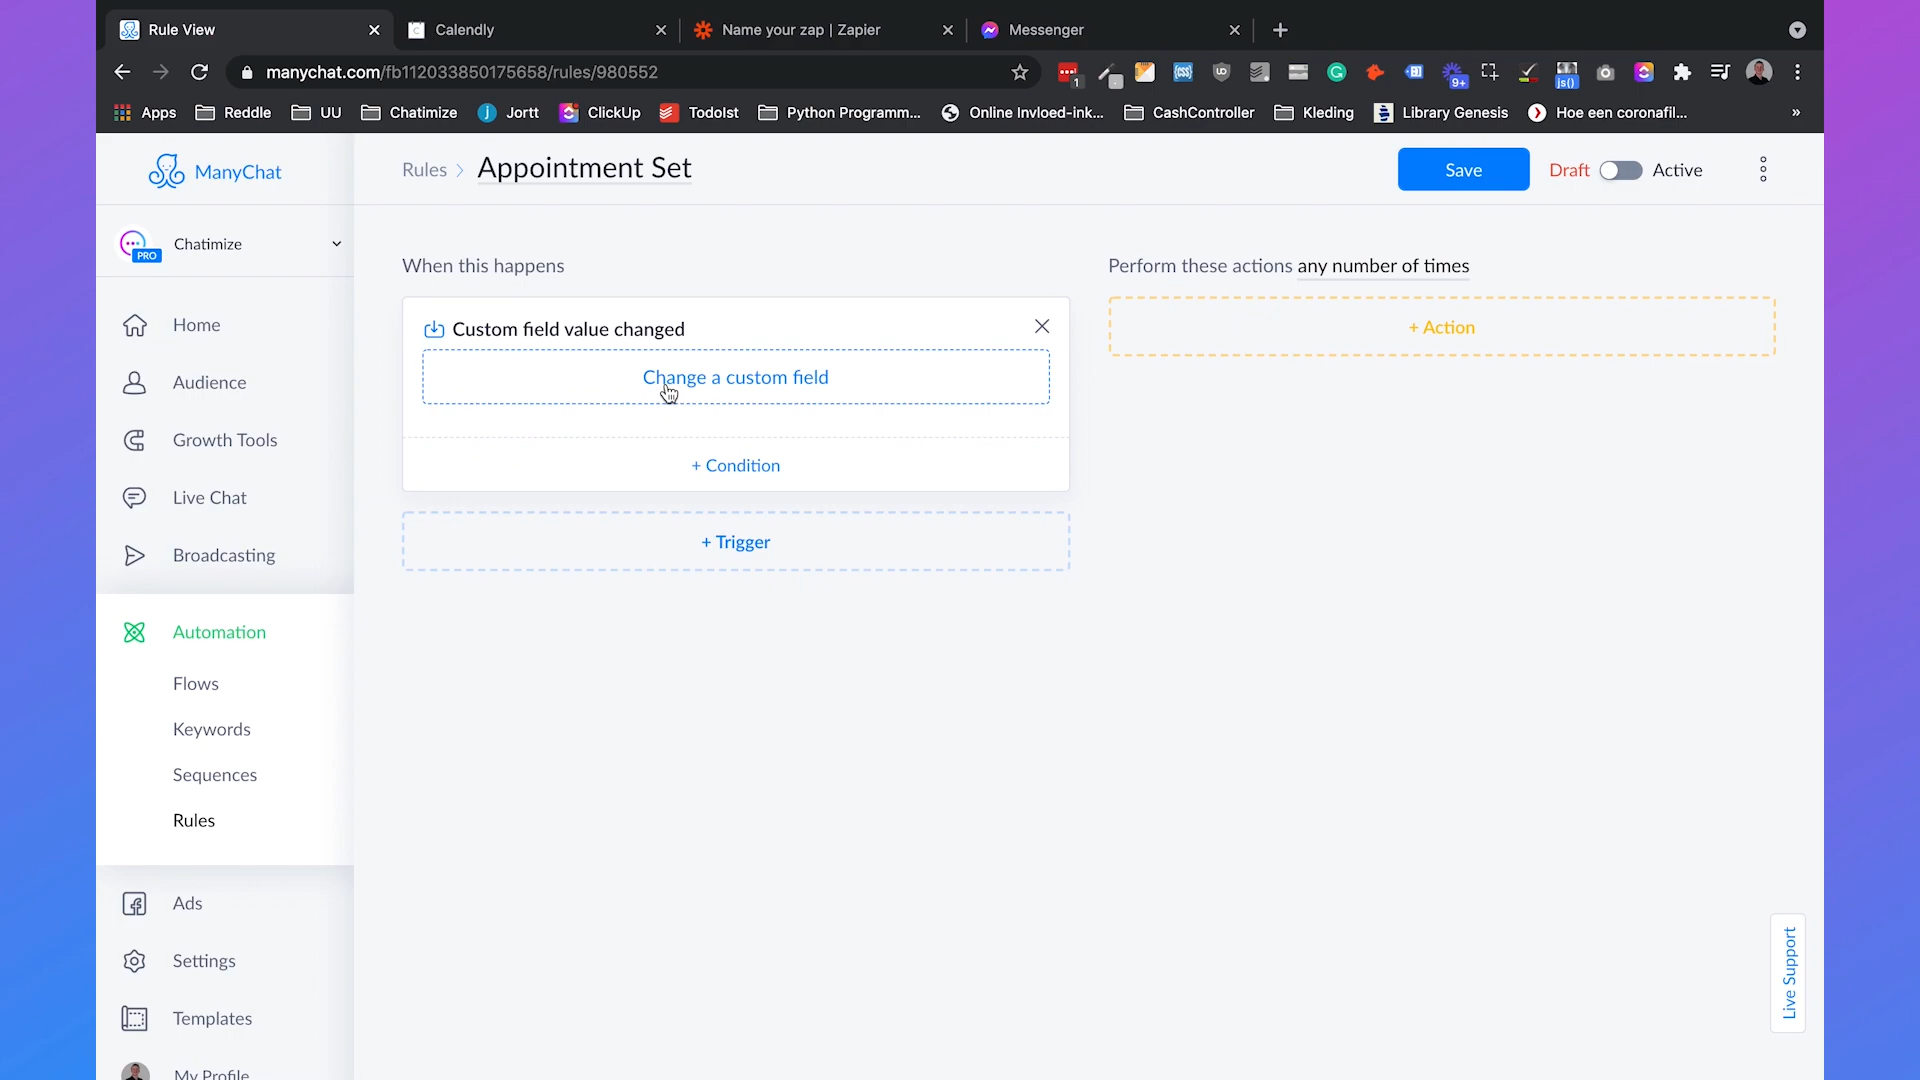 Rule View
Calendly
Name your zap | Zapier
Messenger
manychat.com/fb112033850175658/rules/980552
1
9+
js()
Apps
Reddle
UU
Chatimize
Jortt
ClickUp
TodoIst
Python Programm...
Online Invloed-ink...
CashController
Kleding
Library Genesis
Hoe een coronafil...
»
ManyChat
Rules
Appointment Set
Save
Draft
Active
PRO
Chatimize
When this happens
Perform these actions any number of times
Custom field value changed
+ Action
Change a custom field
+ Condition
+ Trigger
Home
Audience
Growth Tools
Live Chat
Broadcasting
Automation
Flows
Keywords
Sequences
Rules
Ads
Settings
Templates
My Profile
Live Support